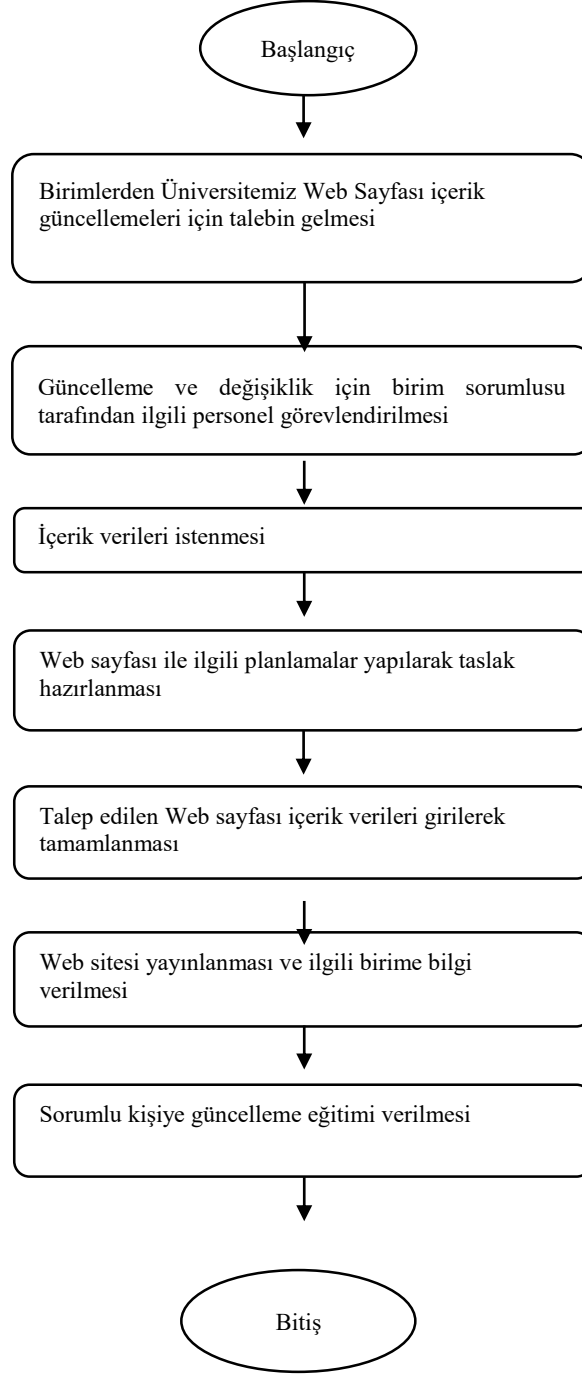 Başlangıç
Birimlerden Üniversitemiz Web Sayfası içerik
güncellemeleri için talebin gelmesi
Güncelleme ve değişiklik için birim sorumlusu
tarafından ilgili personel görevlendirilmesi
İçerik verileri istenmesi
Web sayfası ile ilgili planlamalar yapılarak taslak
hazırlanması
Talep edilen Web sayfası içerik verileri girilerek
tamamlanması
Web sitesi yayınlanması ve ilgili birime bilgi
verilmesi
Sorumlu kişiye güncelleme eğitimi verilmesi
Bitiş